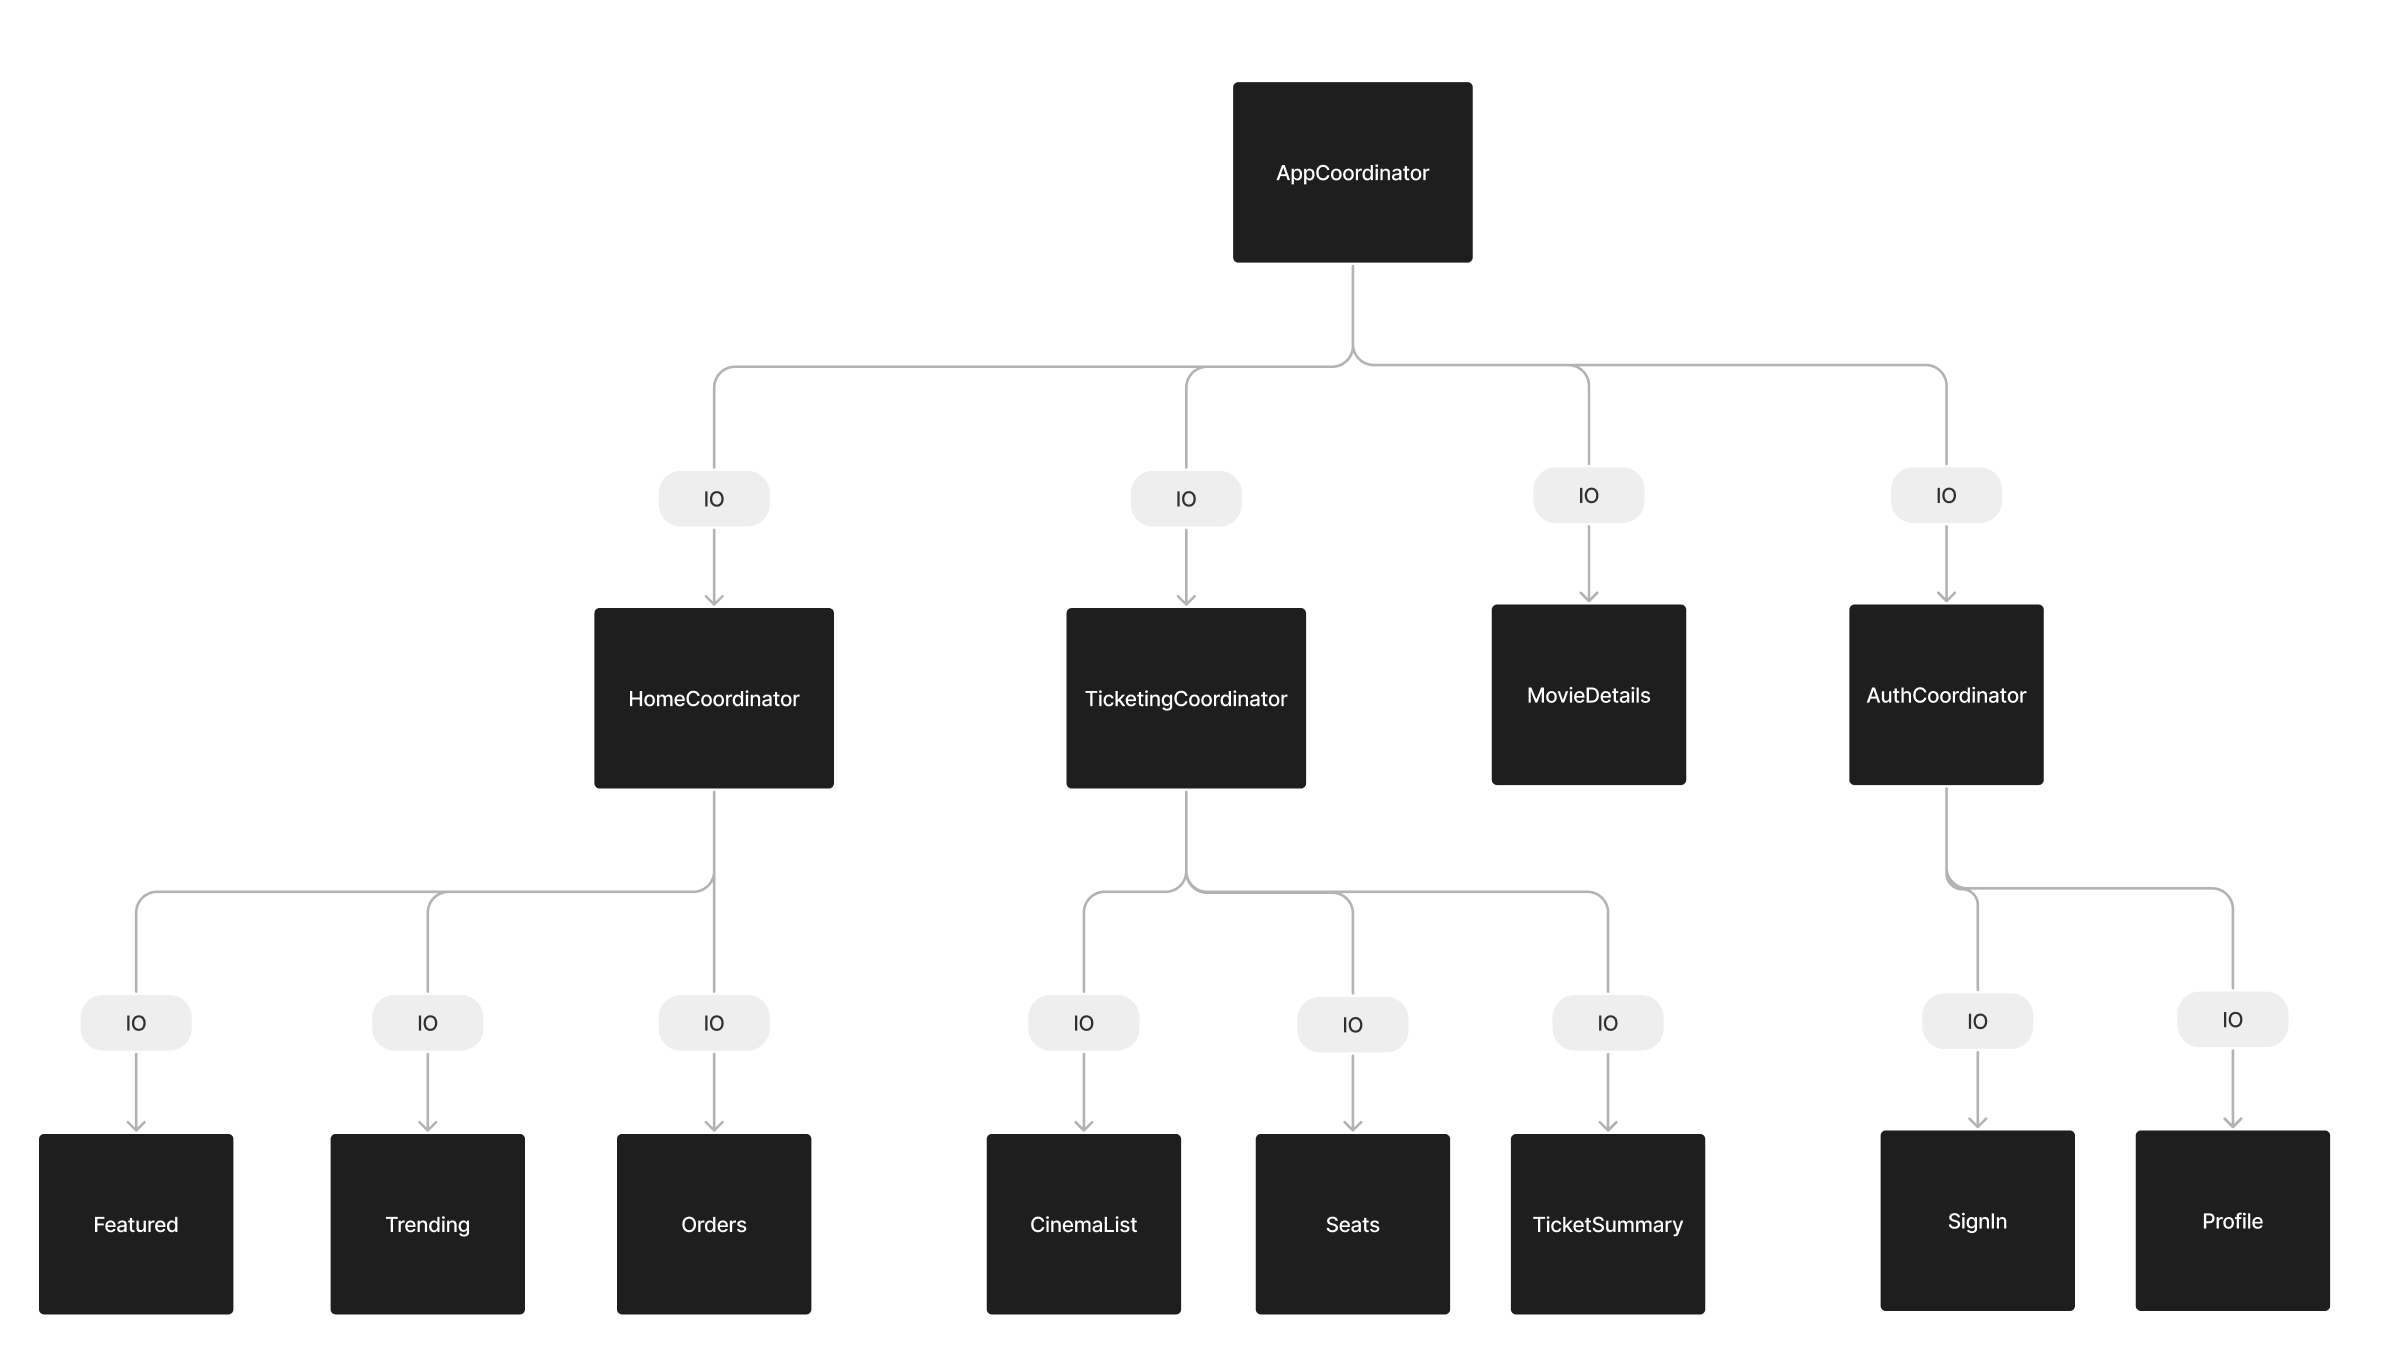 AppCoordinator
IO
IO
IO
IO
HomeCoordinator
TicketingCoordinator
MovieDetails
AuthCoordinator
IO
IO
IO
IO
IO
IO
IO
IO
Featured
Trending
Orders
CinemaList
Seats
TicketSummary
SignIn
Profile